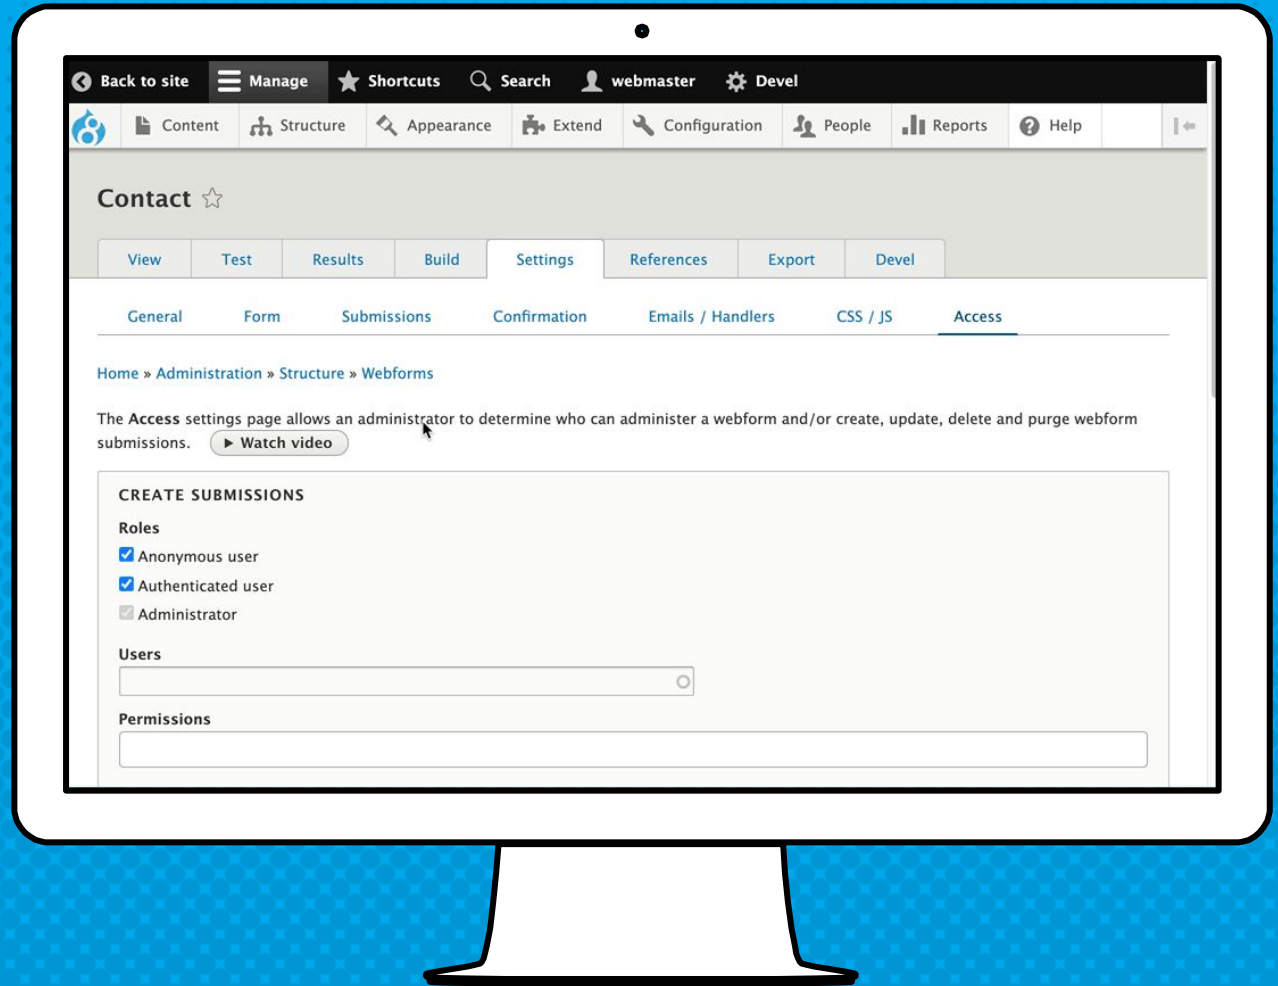 Back to site Manage Shortcuts Search webmaster Devel
Content Structure Appearance Extend Configuration People Reports Help
Contact
View Test Results Build Settings References Export Devel
General Form Submissions Confirmation Emails / Handlers CSS / JS Access
Home » Administration » Structure » Webforms
The Access settings page allows an administrator to determine who can administer a webform and/or create, update, delete and purge webform
submissions. Watch video
CREATE SUBMISSIONS
Roles
Anonymous user
Authenticated user
Administrator
Users
Permissions